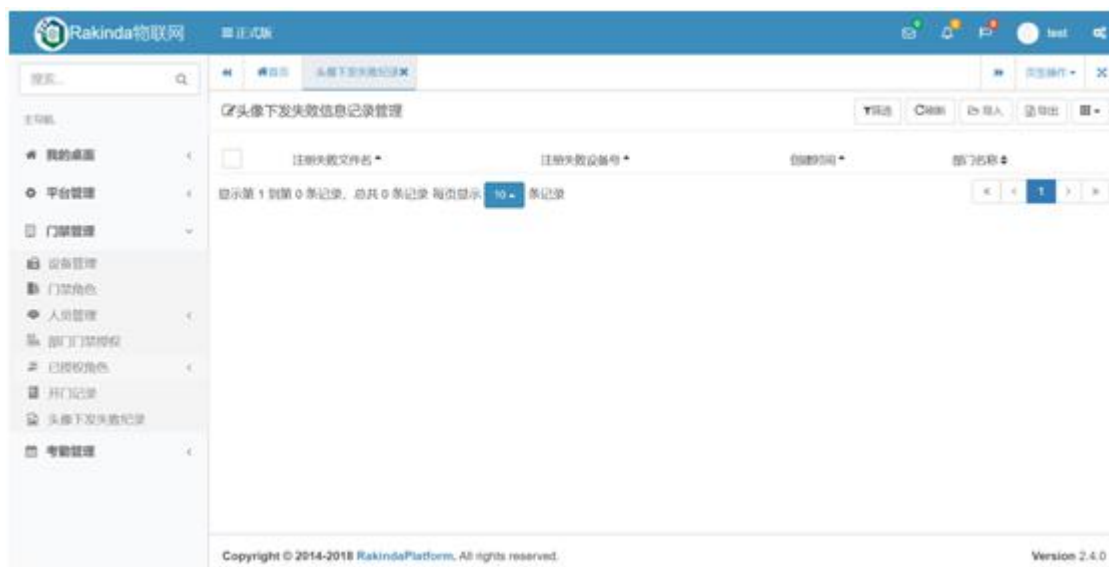 Rakinda物联网 正式版 test
搜索... 首页 头像下发失败纪录 页签操作
主导航 头像下发失败信息记录管理 筛选 刷新 导入 导出
我的桌面 注册失败文件名 注册失败设备号 创建时间 部门名称
平台管理 显示第 1 到第 0 条记录，总共 0 条记录 每页显示 10 条记录 « ‹ 1 › »
门禁管理
设备管理
门禁角色
人员管理
部门门禁授权
已授权角色
开门记录
头像下发失败纪录
考勤管理
Copyright © 2014-2018 RakindaPlatform. All rights reserved. Version 2.4.0